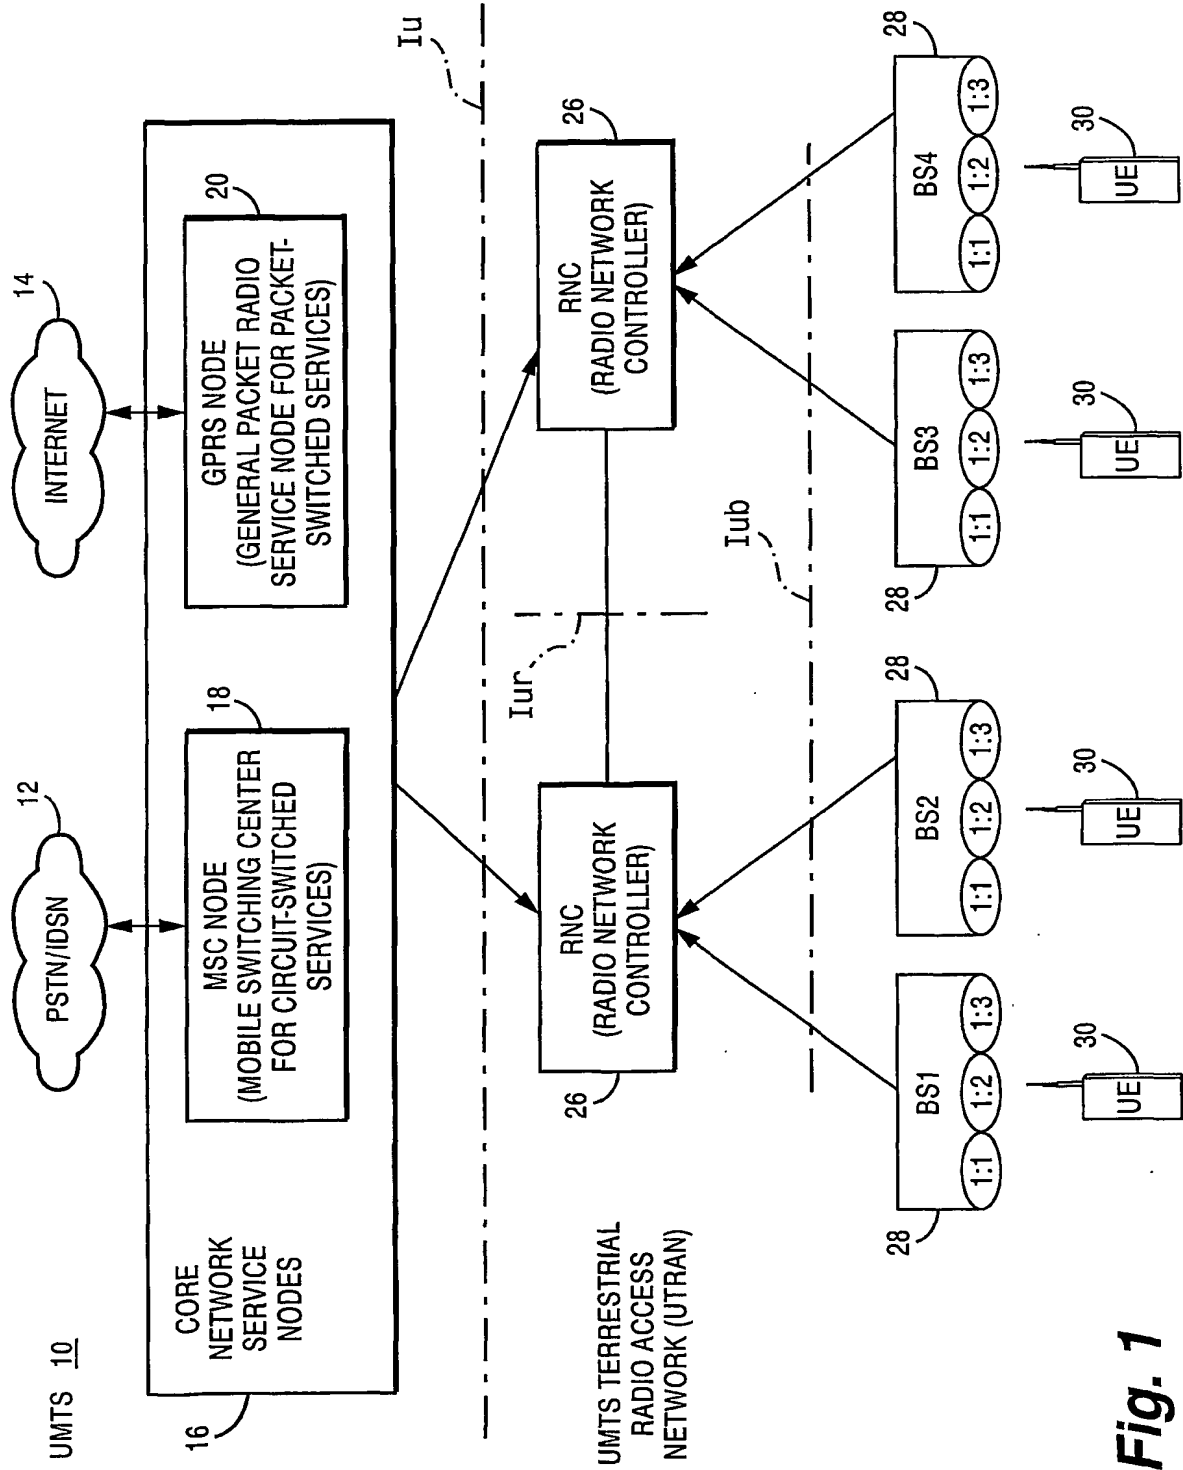 UMTS 10
PSTN/IDSN
12
INTERNET
14
16
CORE
NETWORK
SERVICE
NODES
MSC NODE
(MOBILE SWITCHING CENTER
FOR CIRCUIT-SWITCHED
SERVICES)
18
GPRS NODE
(GENERAL PACKET RADIO
SERVICE NODE FOR PACKET-
SWITCHED SERVICES)
20
Iu
UMTS TERRESTRIAL
RADIO ACCESS
NETWORK (UTRAN)
26
RNC
(RADIO NETWORK
CONTROLLER)
Iur
RNC
(RADIO NETWORK
CONTROLLER)
26
Iub
28
BS1
1:1
1:2
1:3
BS2
1:1
1:2
1:3
28
28
BS3
1:1
1:2
1:3
BS4
1:1
1:2
1:3
28
UE
30
UE
30
UE
30
UE
30
Fig. 1